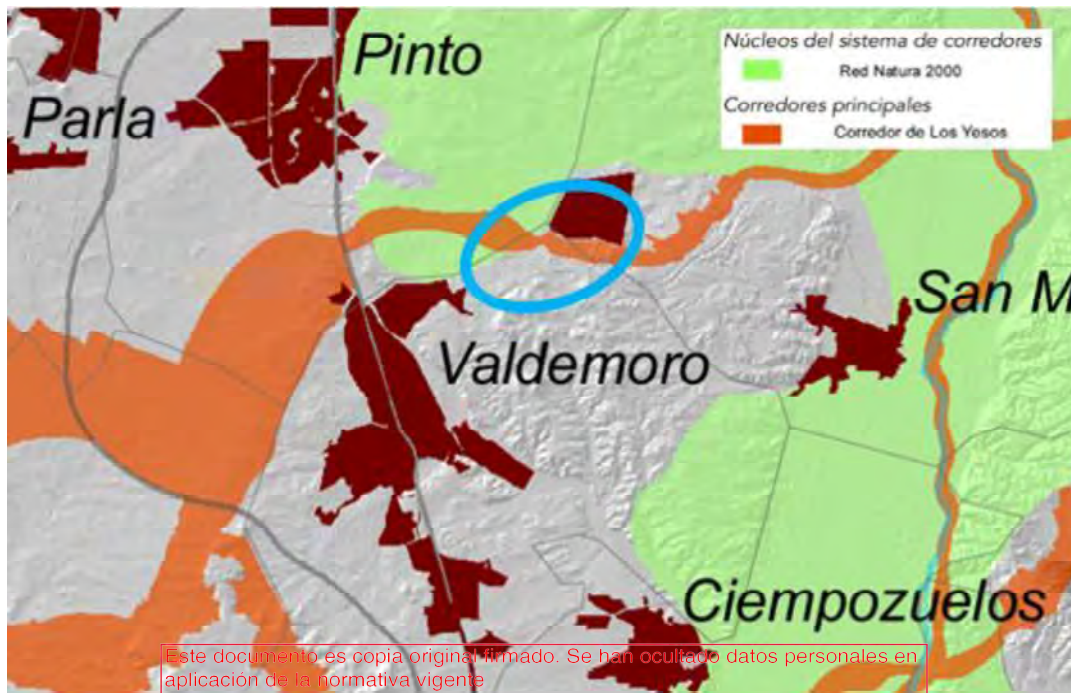 Pinto
Parla
Núcleos del sistema de corredores
Red Natura 2000
Corredores principales
Corredor de Los Yesos
San M
Valdemoro
Ciempozuelos
Este documento es copia original firmado. Se han ocultado datos personales en
aplicación de la normativa vigente